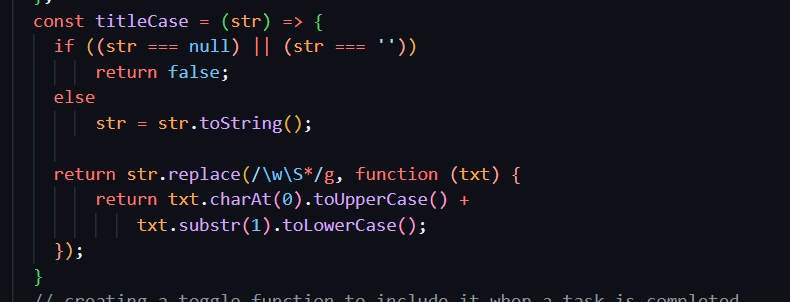 };
const titleCase = (str) => {
if ((str === null) || (str === ''))
return false;
else
str = str.toString();
return str.replace(/\w\S*/g, function (txt) {
return txt.charAt(0).toUpperCase() +
txt.substr(1).toLowerCase();
});
}
// creating a toggle function to include it when a task is completed